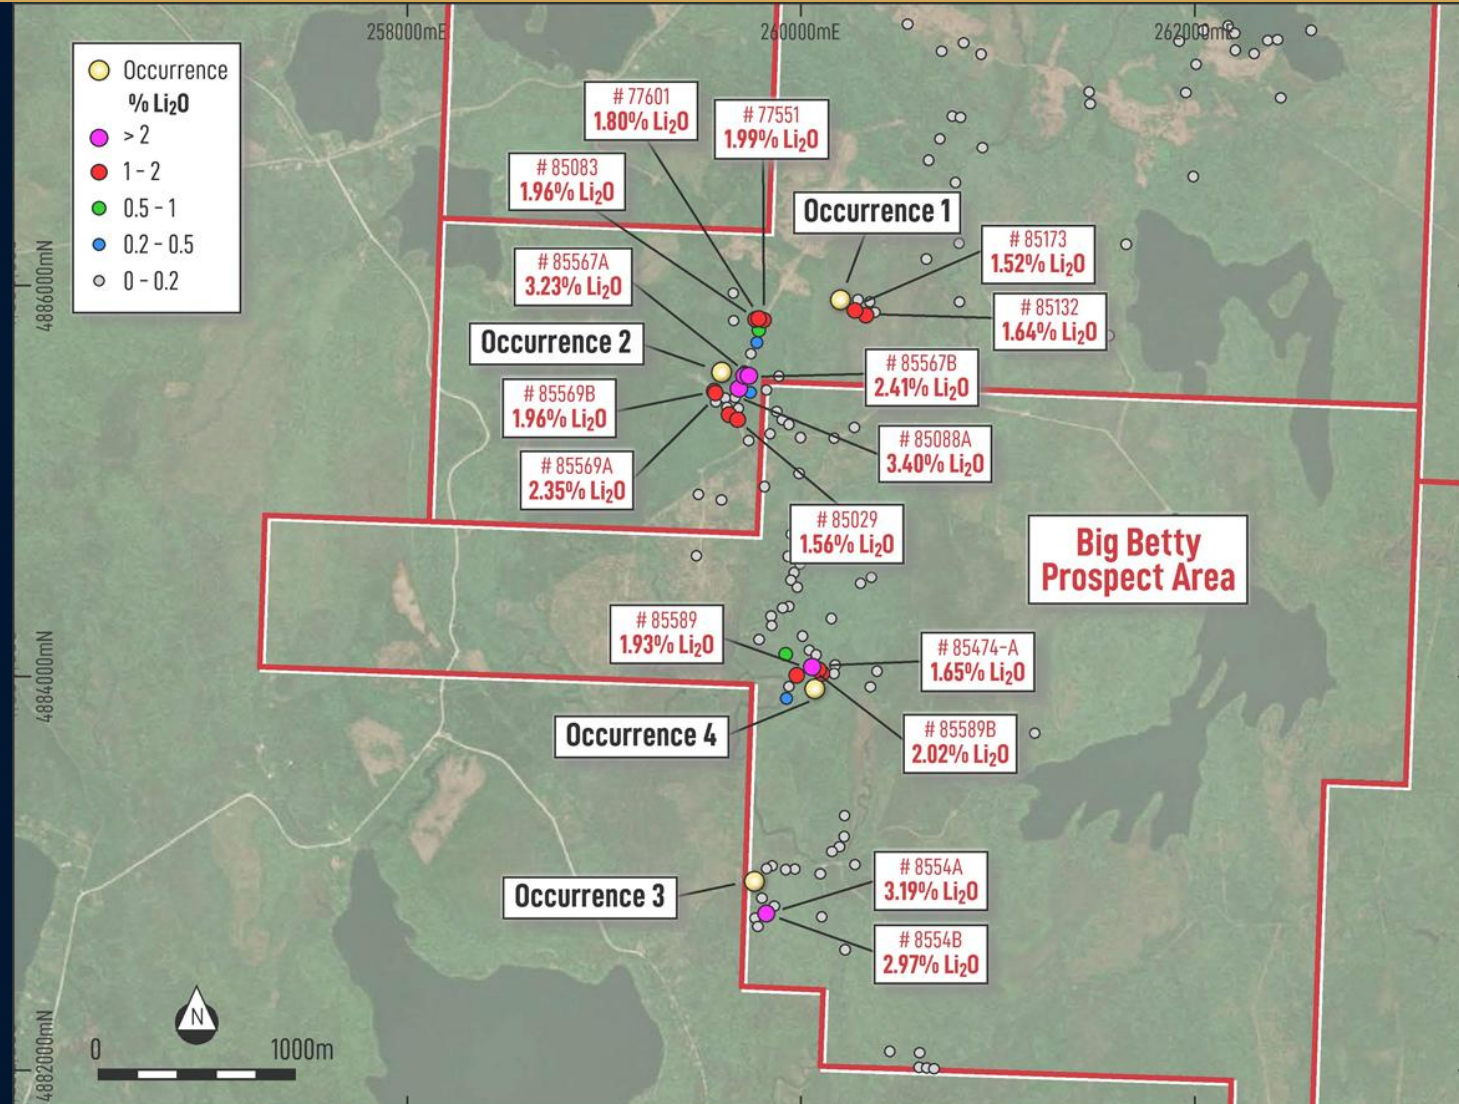 258000mE
260000mE
262000mE
Occurrence
% Li₂O
> 2
1 - 2
0.5 - 1
0.2 - 0.5
0 - 0.2
# 77601
1.80% Li₂O
# 77551
1.99% Li₂O
# 85083
1.96% Li₂O
Occurrence 1
# 85173
1.52% Li₂O
# 85567A
3.23% Li₂O
4886000mN
# 85132
1.64% Li₂O
Occurrence 2
# 85567B
2.41% Li₂O
# 85569B
1.96% Li₂O
# 85088A
3.40% Li₂O
# 85569A
2.35% Li₂O
# 85029
1.56% Li₂O
Big Betty
Prospect Area
# 85589
1.93% Li₂O
# 85474-A
1.65% Li₂O
4884000mN
Occurrence 4
# 85589B
2.02% Li₂O
# 8554A
3.19% Li₂O
Occurrence 3
# 8554B
2.97% Li₂O
N
0
1000m
4882000mN